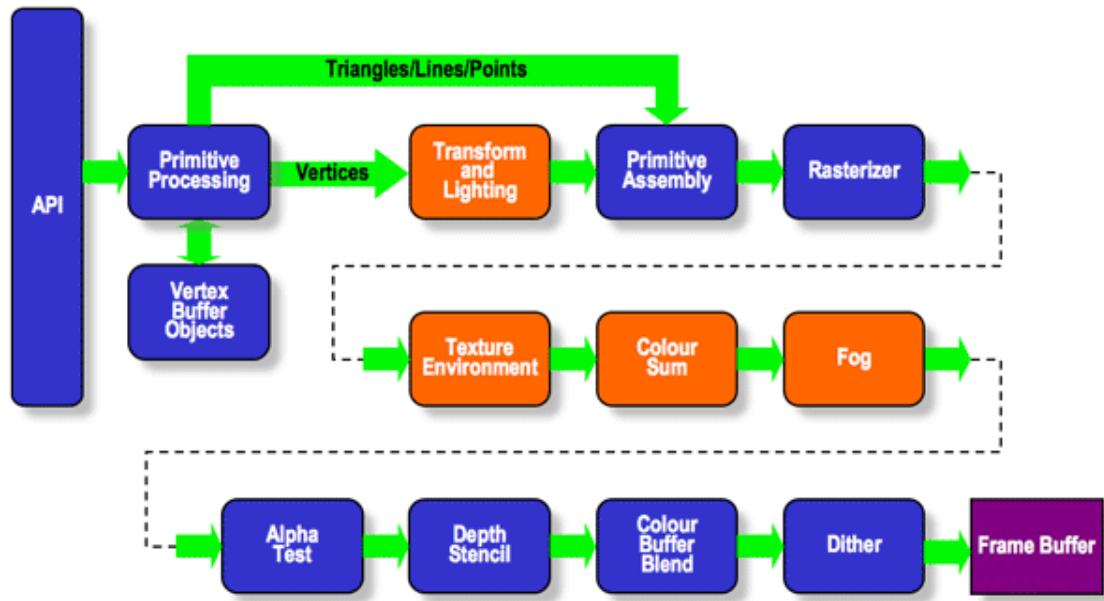 Triangles/Lines/Points
API
Primitive
Processing
Vertices
Transform
and
Lighting
Primitive
Assembly
Rasterizer
Vertex
Buffer
Objects
Texture
Environment
Colour
Sum
Fog
Alpha
Test
Depth
Stencil
Colour
Buffer
Blend
Dither
Frame Buffer